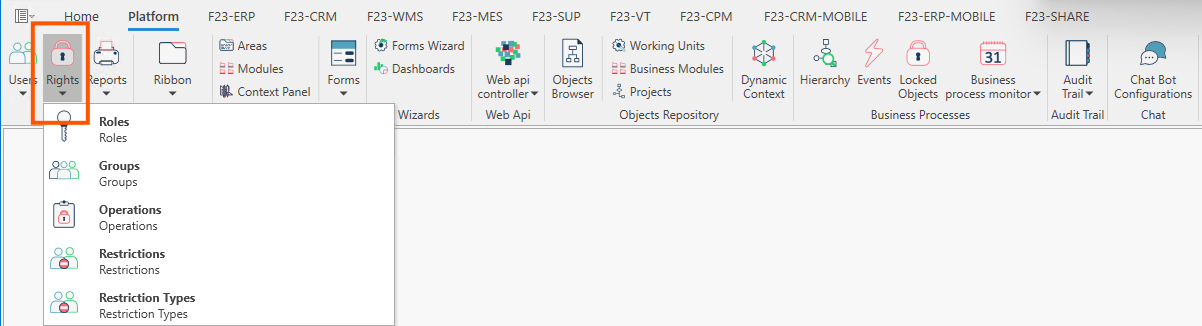 Home Platform F23-ERP F23-CRM F23-WMS F23-MES F23-SUP F23-VT F23-CPM F23-CRM-MOBILE F23-ERP-MOBILE F23-SHARE
Users Rights Reports Ribbon
Areas
Modules
Context Panel
Forms
Forms Wizard
Dashboards
Wizards
Web api
controller
Web Api
Objects
Browser
Working Units
Business Modules
Projects
Objects Repository
Dynamic
Context
Hierarchy Events Locked
Objects
Business
process monitor
31
Business Processes
Audit
Trail
Audit Trail
Chat Bot
Configurations
Chat
Roles
Roles
Groups
Groups
Operations
Operations
Restrictions
Restrictions
Restriction Types
Restriction Types